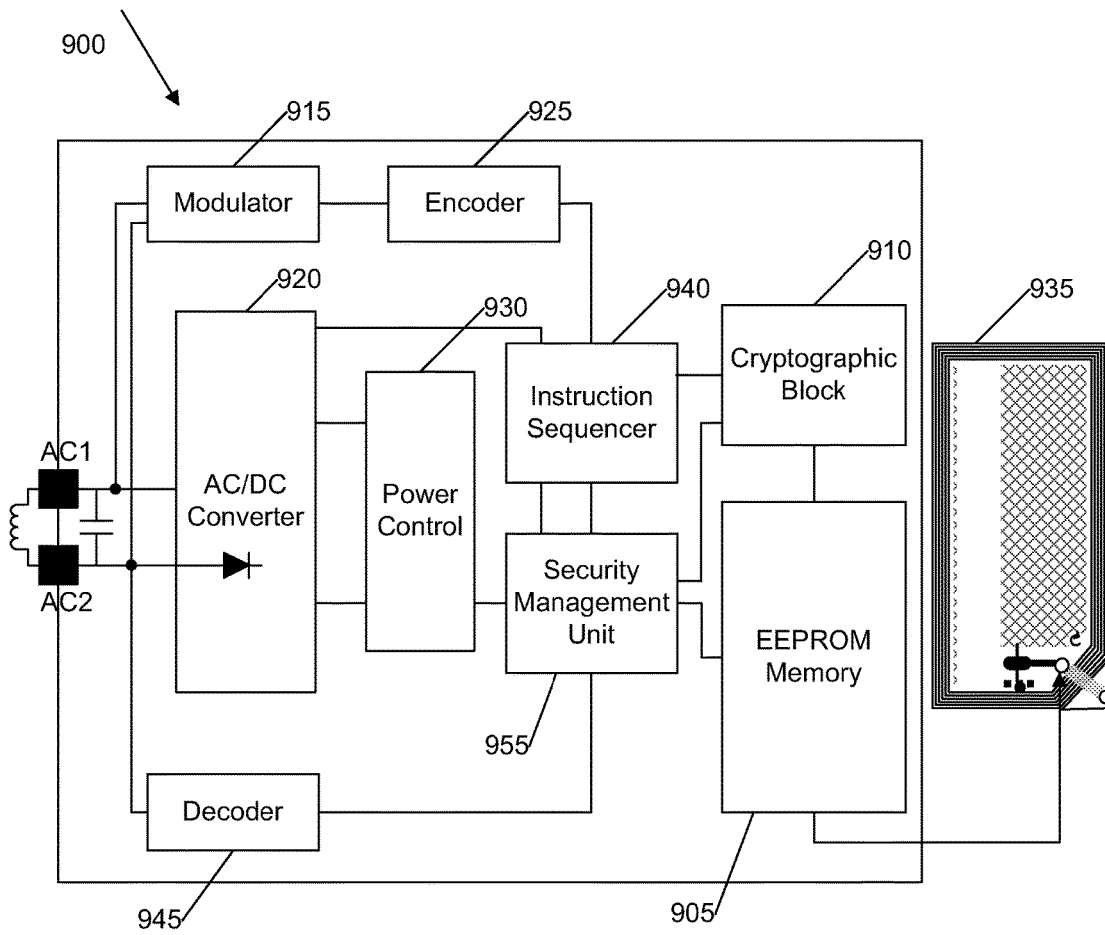 900
915
925
Modulator
Encoder
920
930
940
910
935
Cryptographic
Block
Instruction
Sequencer
AC1
AC/DC
Converter
Power
Control
AC2
Security
Management
Unit
EEPROM
Memory
955
Decoder
945
905